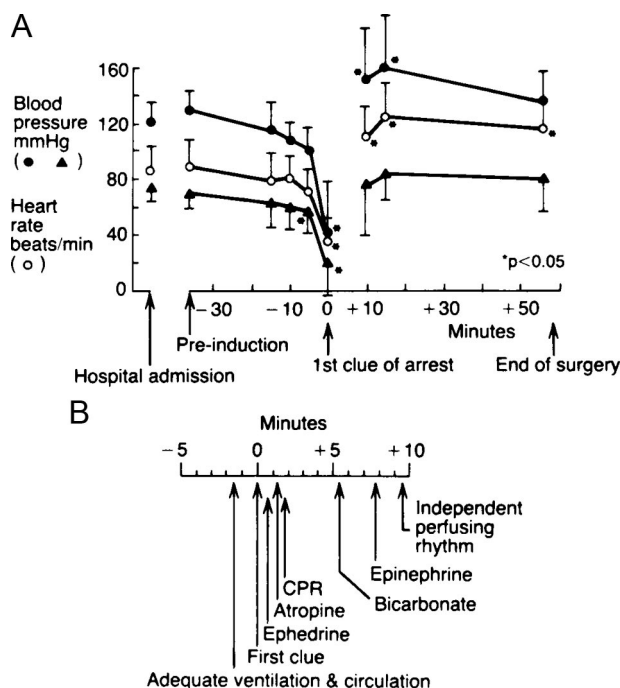 A
160
120
80
40
0
Blood
pressure
mmHg
( ● ▲ )
Heart
rate
beats/min
( ○ )
*
*
*
*
*
*
*
*
*
*p<0.05
−30 −10 0 +10 +30 +50
Minutes
Pre-induction
Hospital admission
1st clue of arrest
End of surgery
B
Minutes
−5 0 +5 +10
Independent
perfusing
rhythm
Epinephrine
Bicarbonate
CPR
Atropine
Ephedrine
First clue
Adequate ventilation & circulation